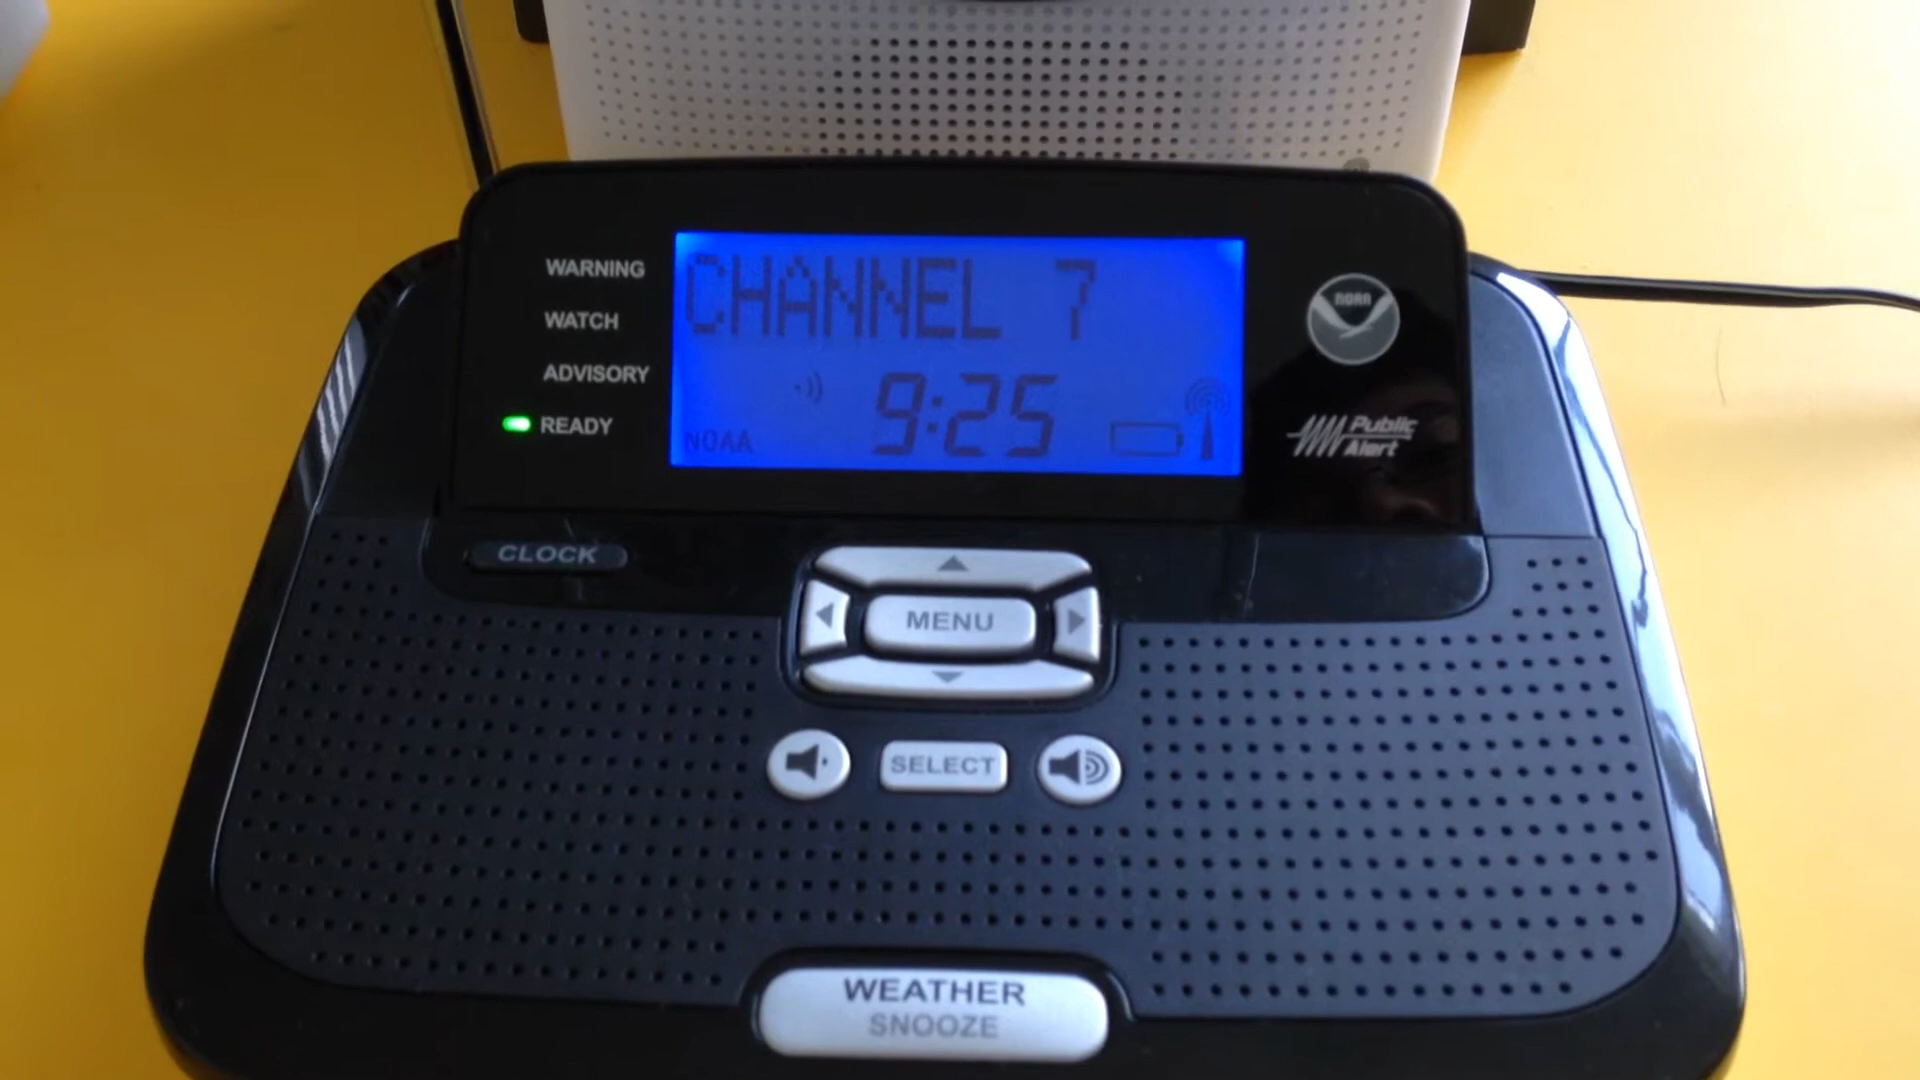 WARNING
WATCH
ADVISORY
READY
CHANNEL 7
9:25
NOAA
NOAA
Public
Alert
CLOCK
MENU
SELECT
WEATHER
SNOOZE